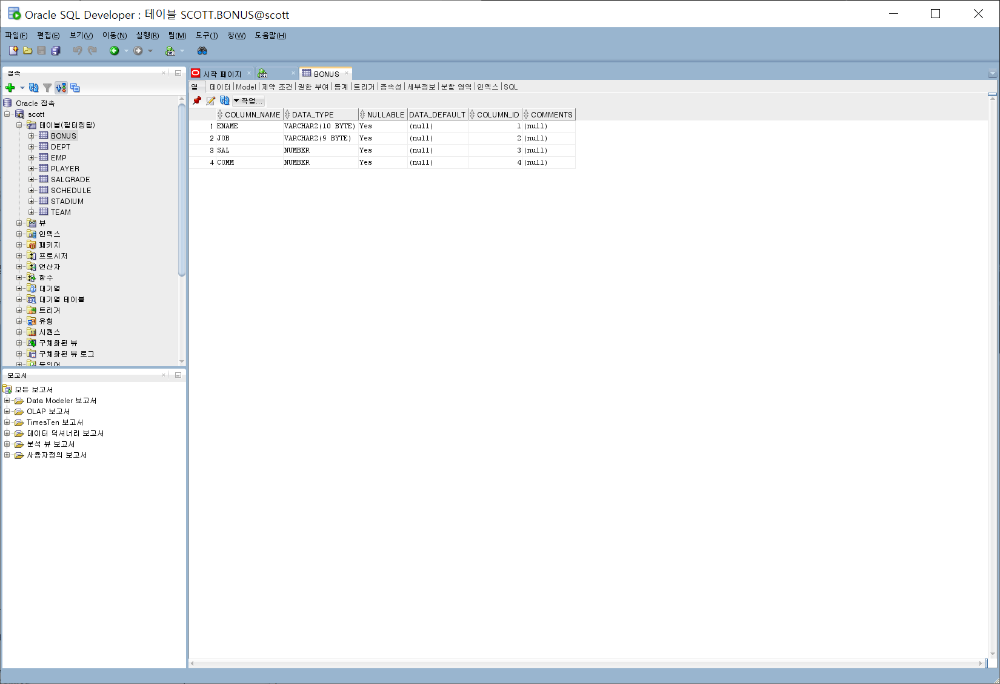 Oracle SQL Developer : 테이블 SCOTT.BONUS@scott
파일(F) 편집(E) 보기(V) 이동(N) 실행(R) 팀(M) 도구(T) 창(W) 도움말(H)
접속
Oracle 접속
scott
테이블(필터링됨)
BONUS
DEPT
EMP
PLAYER
SALGRADE
SCHEDULE
STADIUM
TEAM
뷰
인덱스
패키지
프로시저
연산자
함수
대기열
대기열 테이블
트리거
유형
시퀀스
구체화된 뷰
구체화된 뷰 로그
동의어
보고서
모든 보고서
Data Modeler 보고서
OLAP 보고서
TimesTen 보고서
데이터 딕셔너리 보고서
분석 뷰 보고서
사용자정의 보고서
시작 페이지 BONUS
열 데이터 Model 제약 조건 권한 부여 통계 트리거 종속성 세부정보 분할 영역 인덱스 SQL
작업...
COLUMN_NAME DATA_TYPE NULLABLE DATA_DEFAULT COLUMN_ID COMMENTS
1 ENAME VARCHAR2(10 BYTE) Yes (null) 1 (null)
2 JOB VARCHAR2(9 BYTE) Yes (null) 2 (null)
3 SAL NUMBER Yes (null) 3 (null)
4 COMM NUMBER Yes (null) 4 (null)